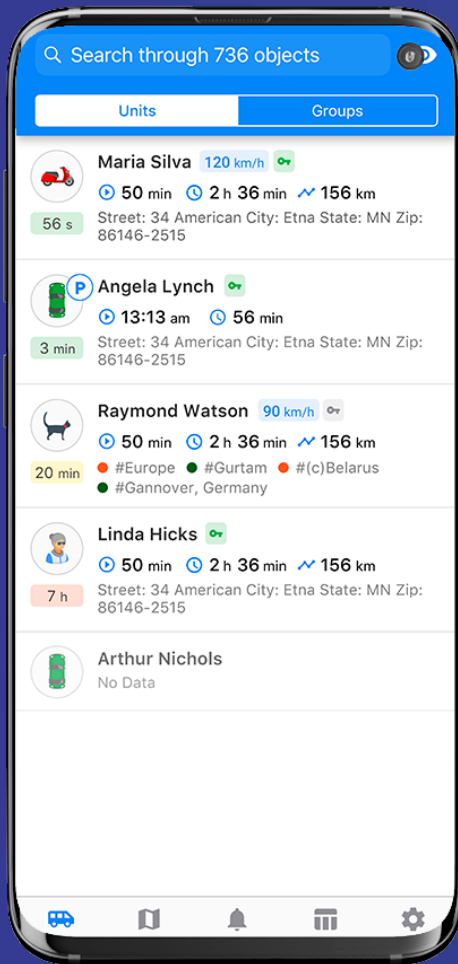 Search through 736 objects
Units Groups
Maria Silva 120 km/h
50 min 2 h 36 min 156 km
56 s
Street: 34 American City: Etna State: MN Zip:
86146-2515
P
Angela Lynch
13:13 am 56 min
3 min
Street: 34 American City: Etna State: MN Zip:
86146-2515
Raymond Watson 90 km/h
50 min 2 h 36 min 156 km
20 min
#Europe #Gurtam #(c)Belarus
#Gannover, Germany
Linda Hicks
50 min 2 h 36 min 156 km
7 h
Street: 34 American City: Etna State: MN Zip:
86146-2515
Arthur Nichols
No Data